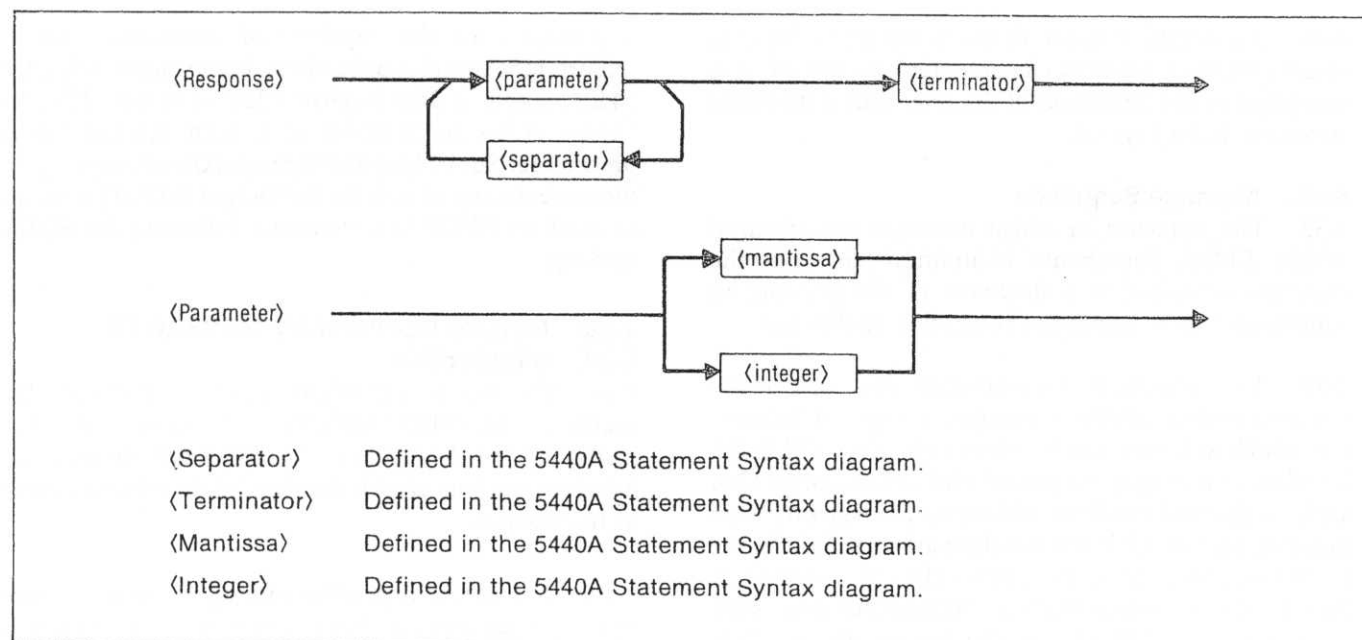 ⟨Response⟩ ⟨parameter⟩ ⟨terminator⟩
⟨separator⟩
⟨mantissa⟩
⟨Parameter⟩
⟨integer⟩
⟨Separator⟩ Defined in the 5440A Statement Syntax diagram.
⟨Terminator⟩ Defined in the 5440A Statement Syntax diagram.
⟨Mantissa⟩ Defined in the 5440A Statement Syntax diagram.
⟨Integer⟩ Defined in the 5440A Statement Syntax diagram.